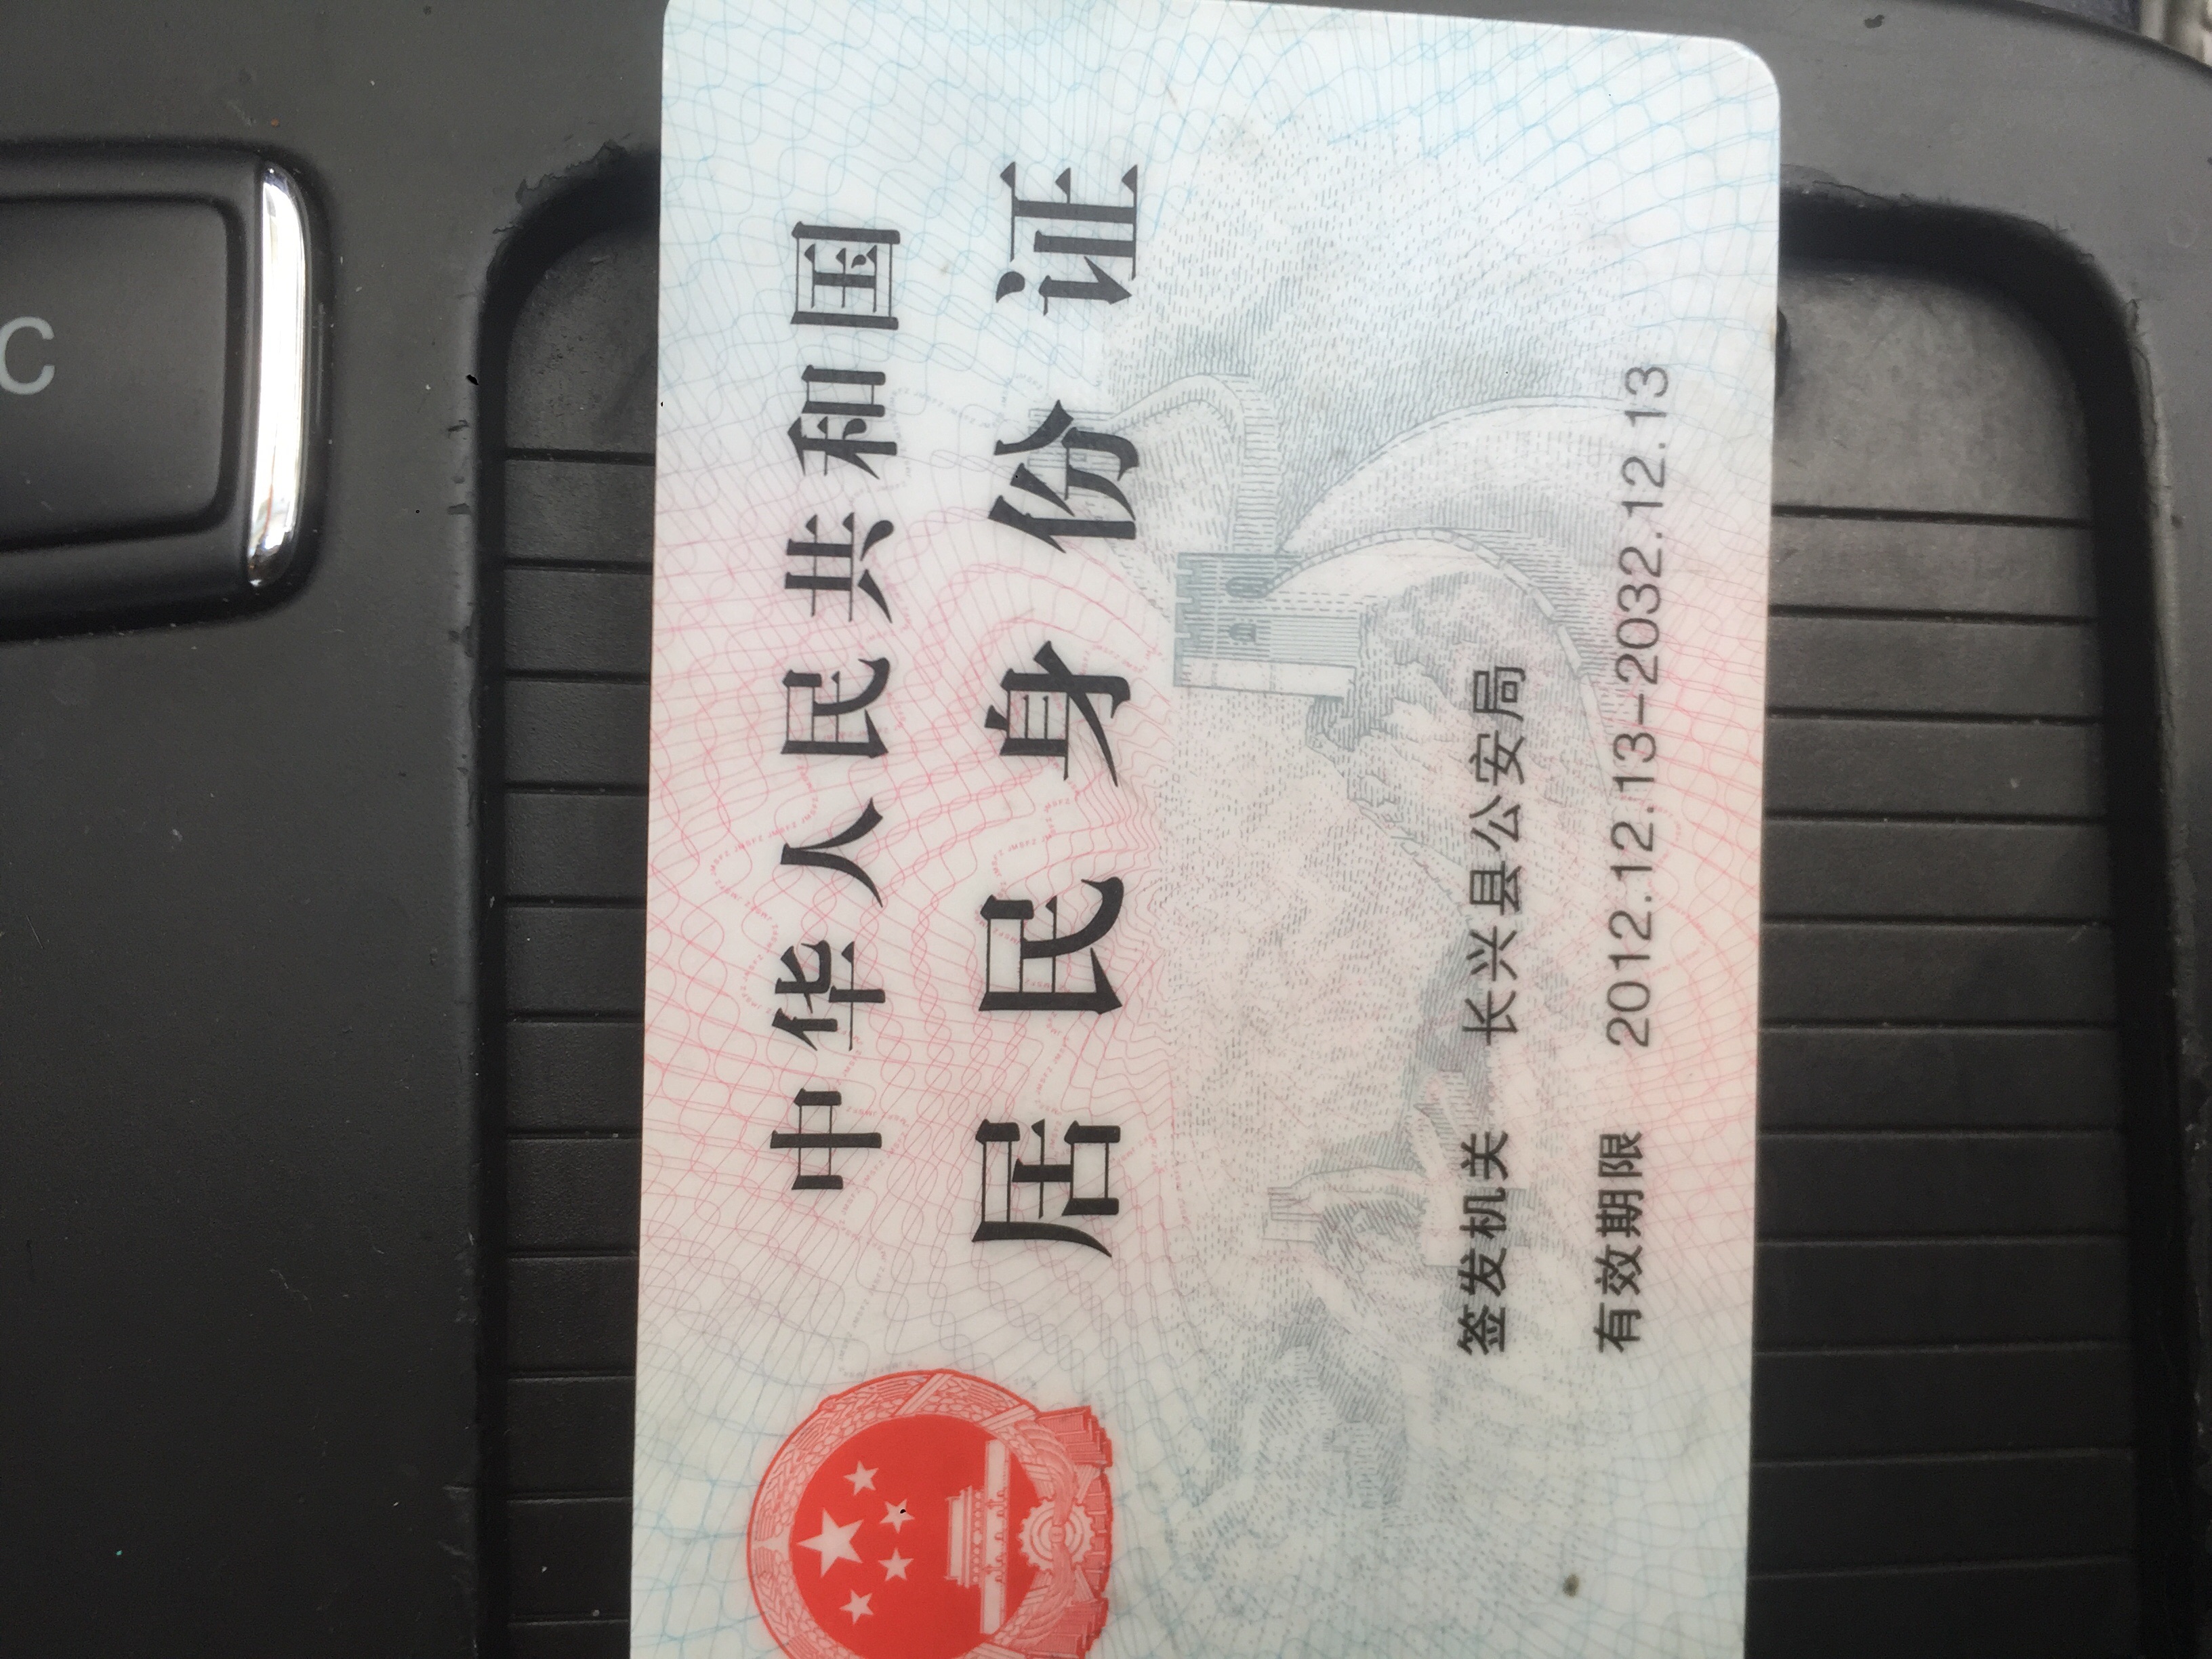 中华人民共和国
居民身份证
签发机关 长兴县公安局
有效期限 2012.12.13-2032.12.13
C